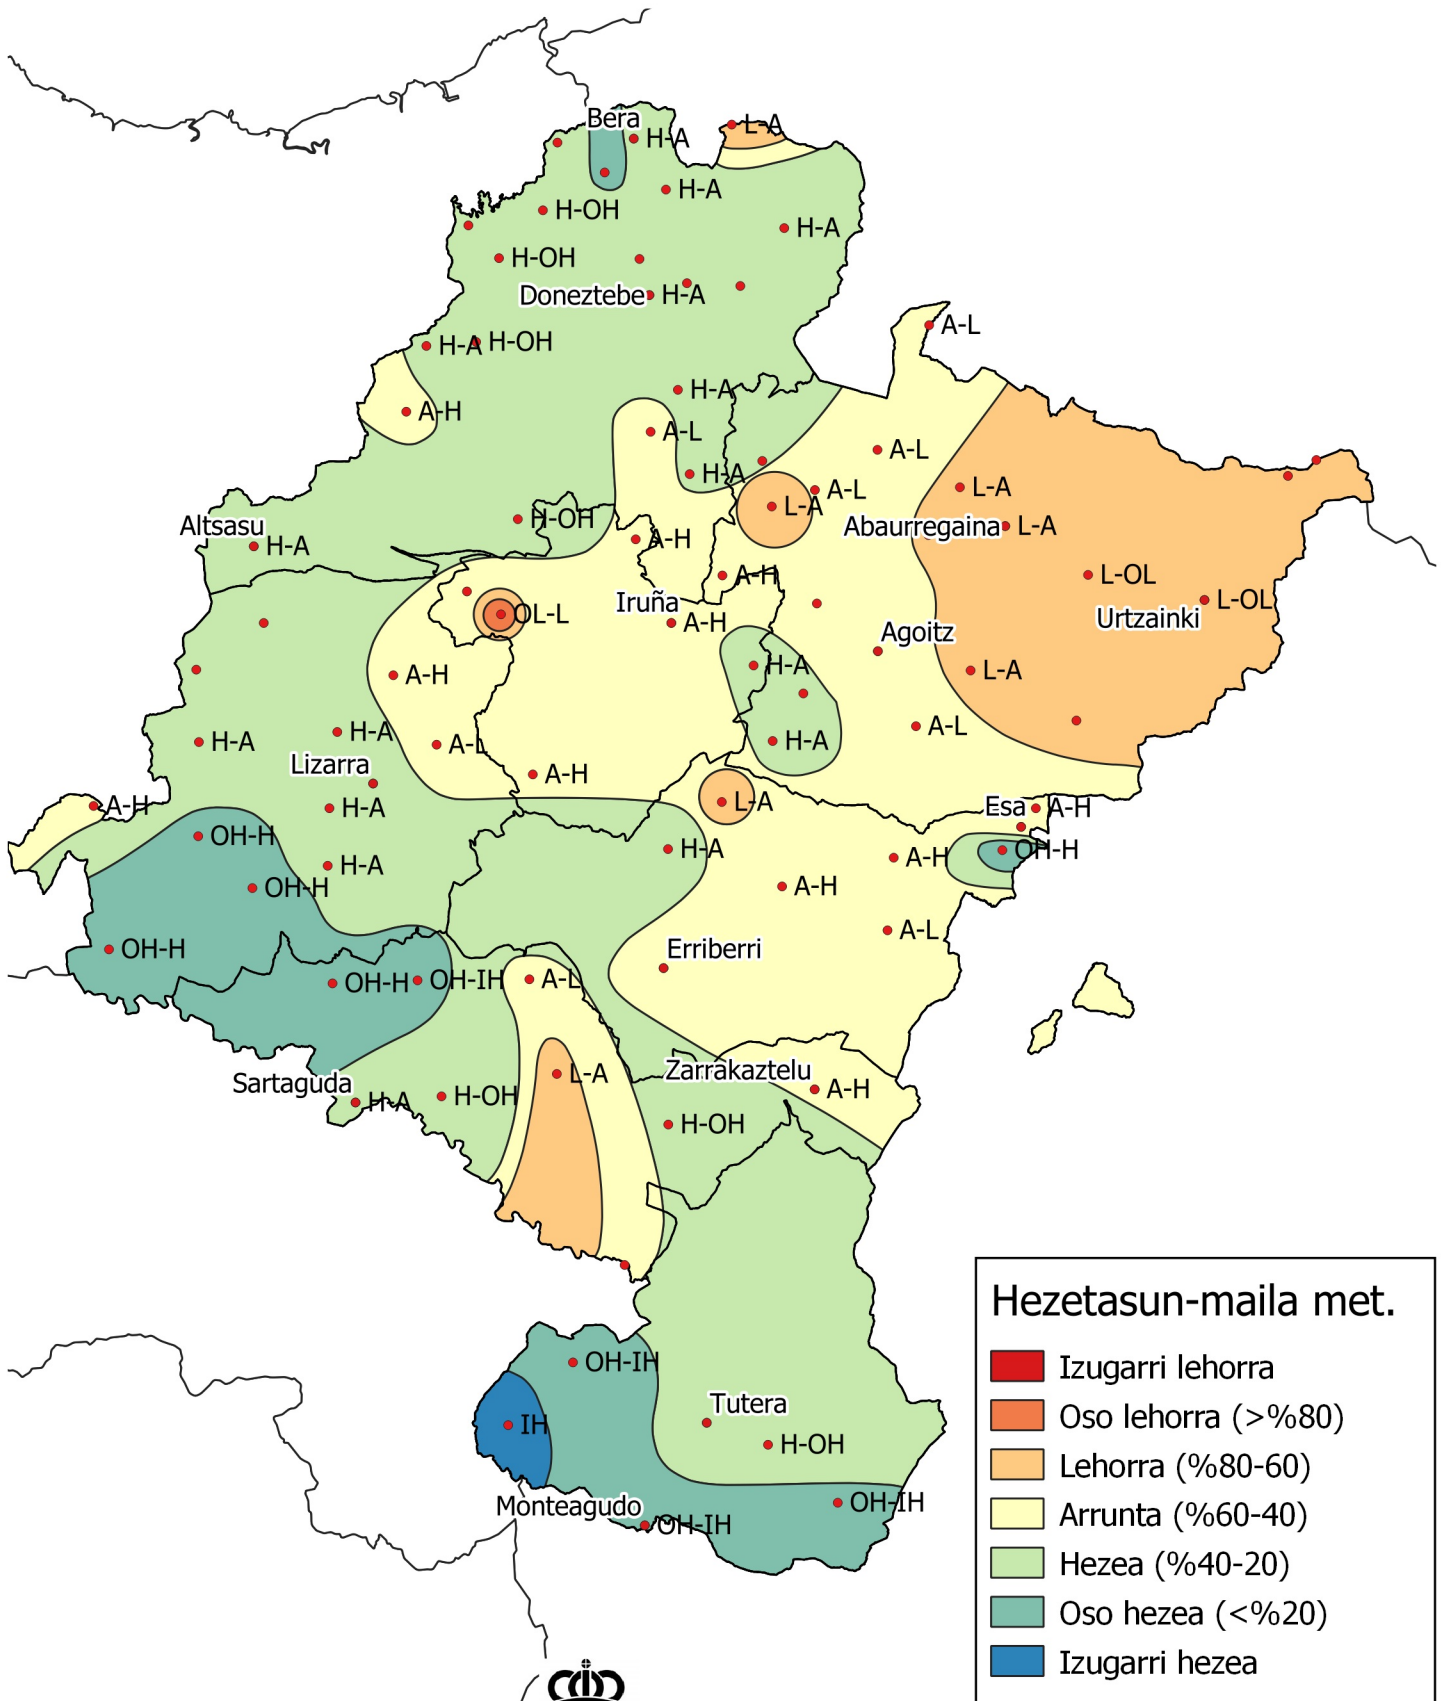 Bera
L-A
H-A
H-A
H-OH
H-A
H-OH
Doneztebe
H-A
A-L
H-A
H-OH
H-A
A-H
A-L
A-L
H-A
L-A
A-L
L-A
Altsasu
H-OH
Abaurregaina
L-A
H-A
A-H
A-H
L-OL
L-OL
Iruña
OL-L
A-H
Urtzainki
Agoitz
H-A
A-H
L-A
H-A
H-A
A-L
H-A
A-L
Lizarra
A-H
A-H
H-A
L-A
Esa
A-H
OH-H
H-A
A-H
OH-H
H-A
OH-H
A-H
A-L
OH-H
Erriberri
OH-H
OH-IH
A-L
Zarrakaztelu
L-A
Sartaguda
H-A
H-OH
A-H
H-OH
OH-IH
Tutera
IH
H-OH
Monteagudo
OH-IH
OH-IH
Hezetasun-maila met.
Izugarri lehorra
Oso lehorra (>%80)
Lehorra (%80-60)
Arrunta (%60-40)
Hezea (%40-20)
Oso hezea (<%20)
Izugarri hezea